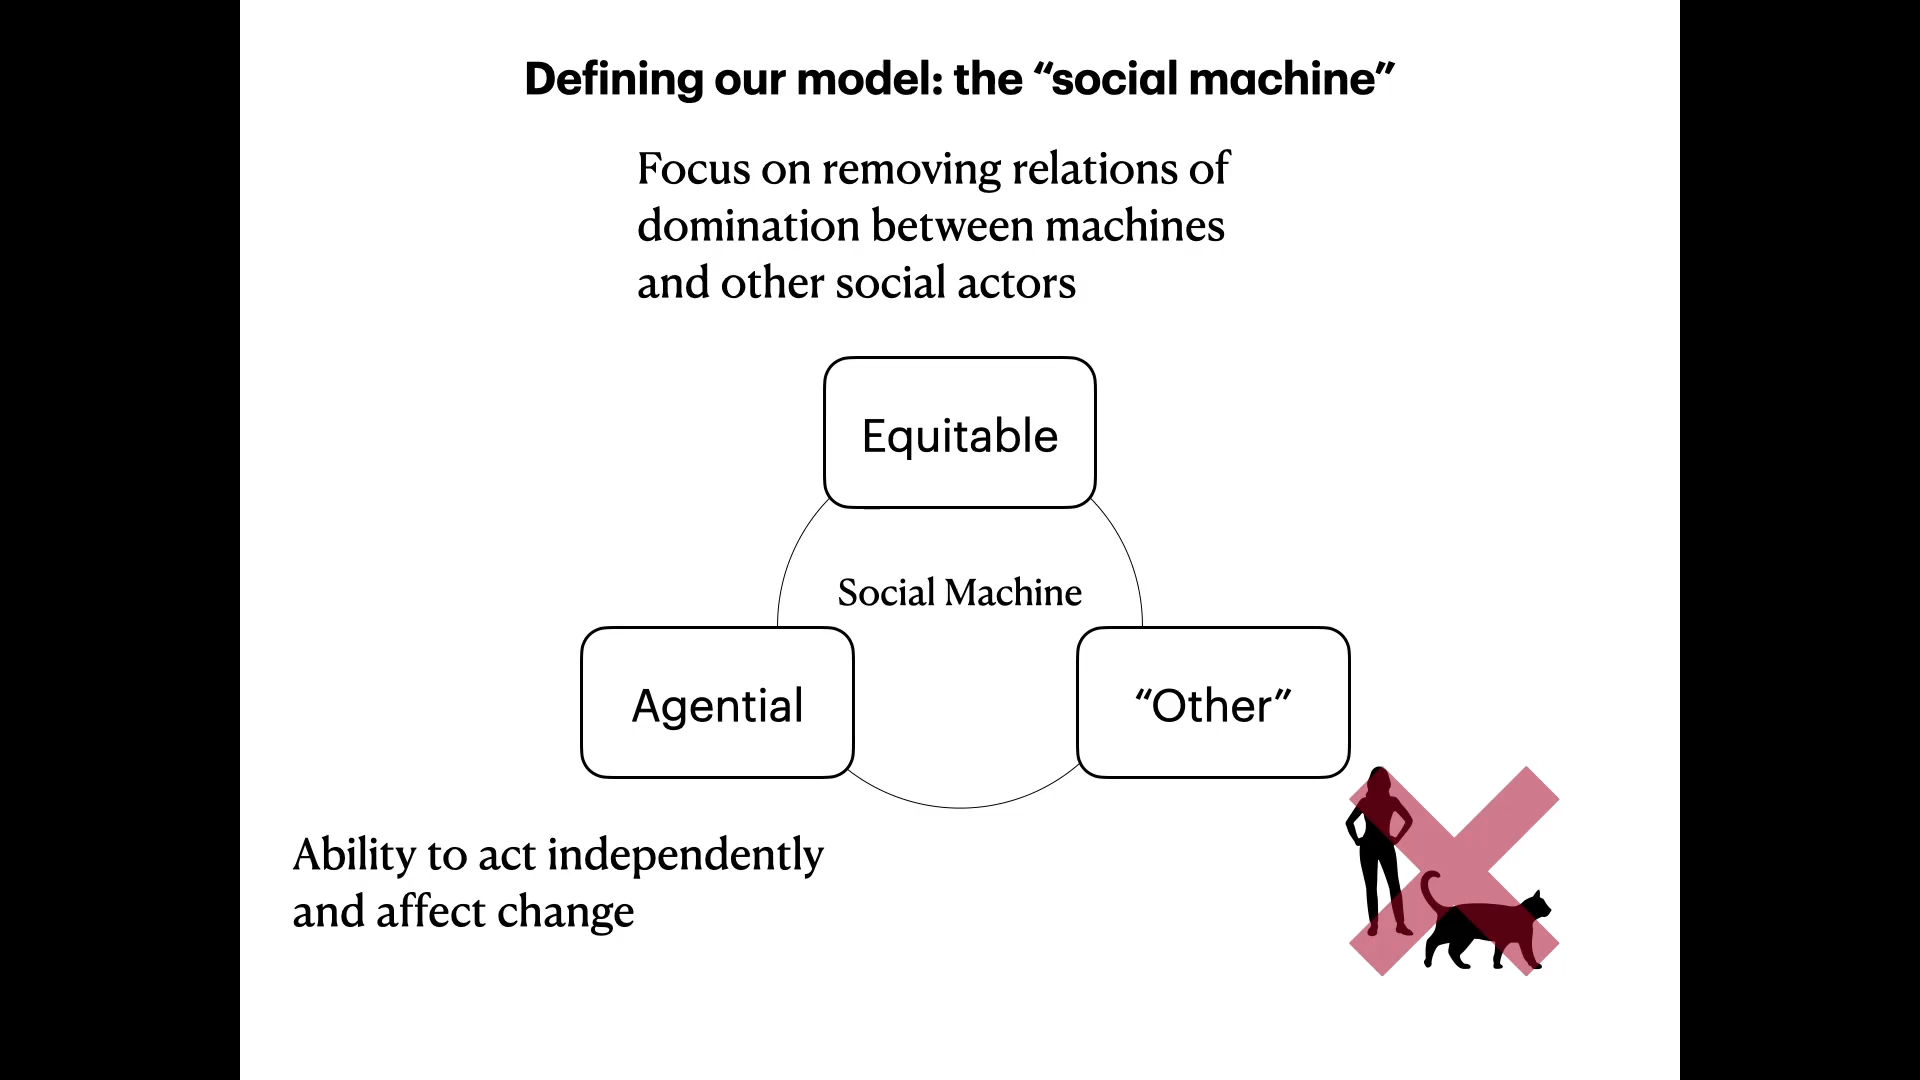 Defining our model: the “social machine”
Focus on removing relations of
domination between machines
and other social actors
Equitable
Social Machine
Agential
“Other”
Ability to act independently
and affect change